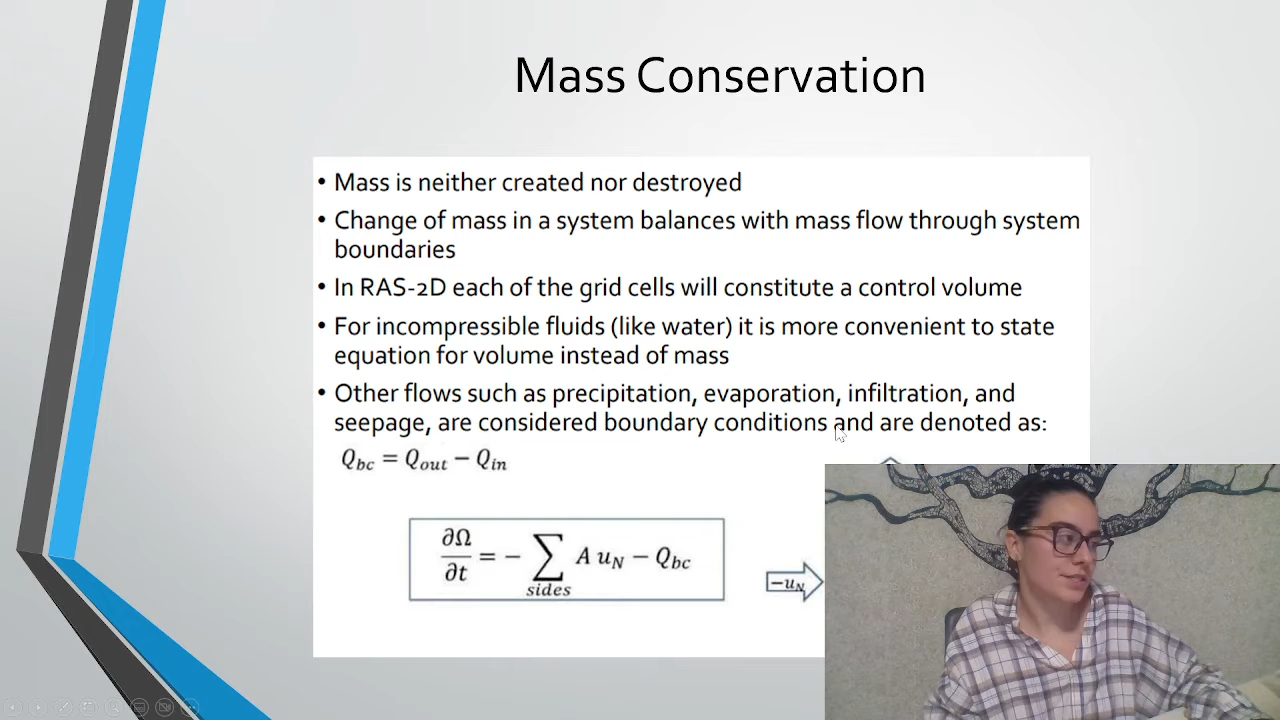 Mass Conservation
• Mass is neither created nor destroyed
• Change of mass in a system balances with mass flow through system
boundaries
• In RAS-2D each of the grid cells will constitute a control volume
• For incompressible fluids (like water) it is more convenient to state
equation for volume instead of mass
• Other flows such as precipitation, evaporation, infiltration, and
seepage, are considered boundary conditions and are denoted as:
Q_bc = Q_out − Q_in
∂Ω/∂t = − ∑_sides A u_N − Q_bc
−u_N